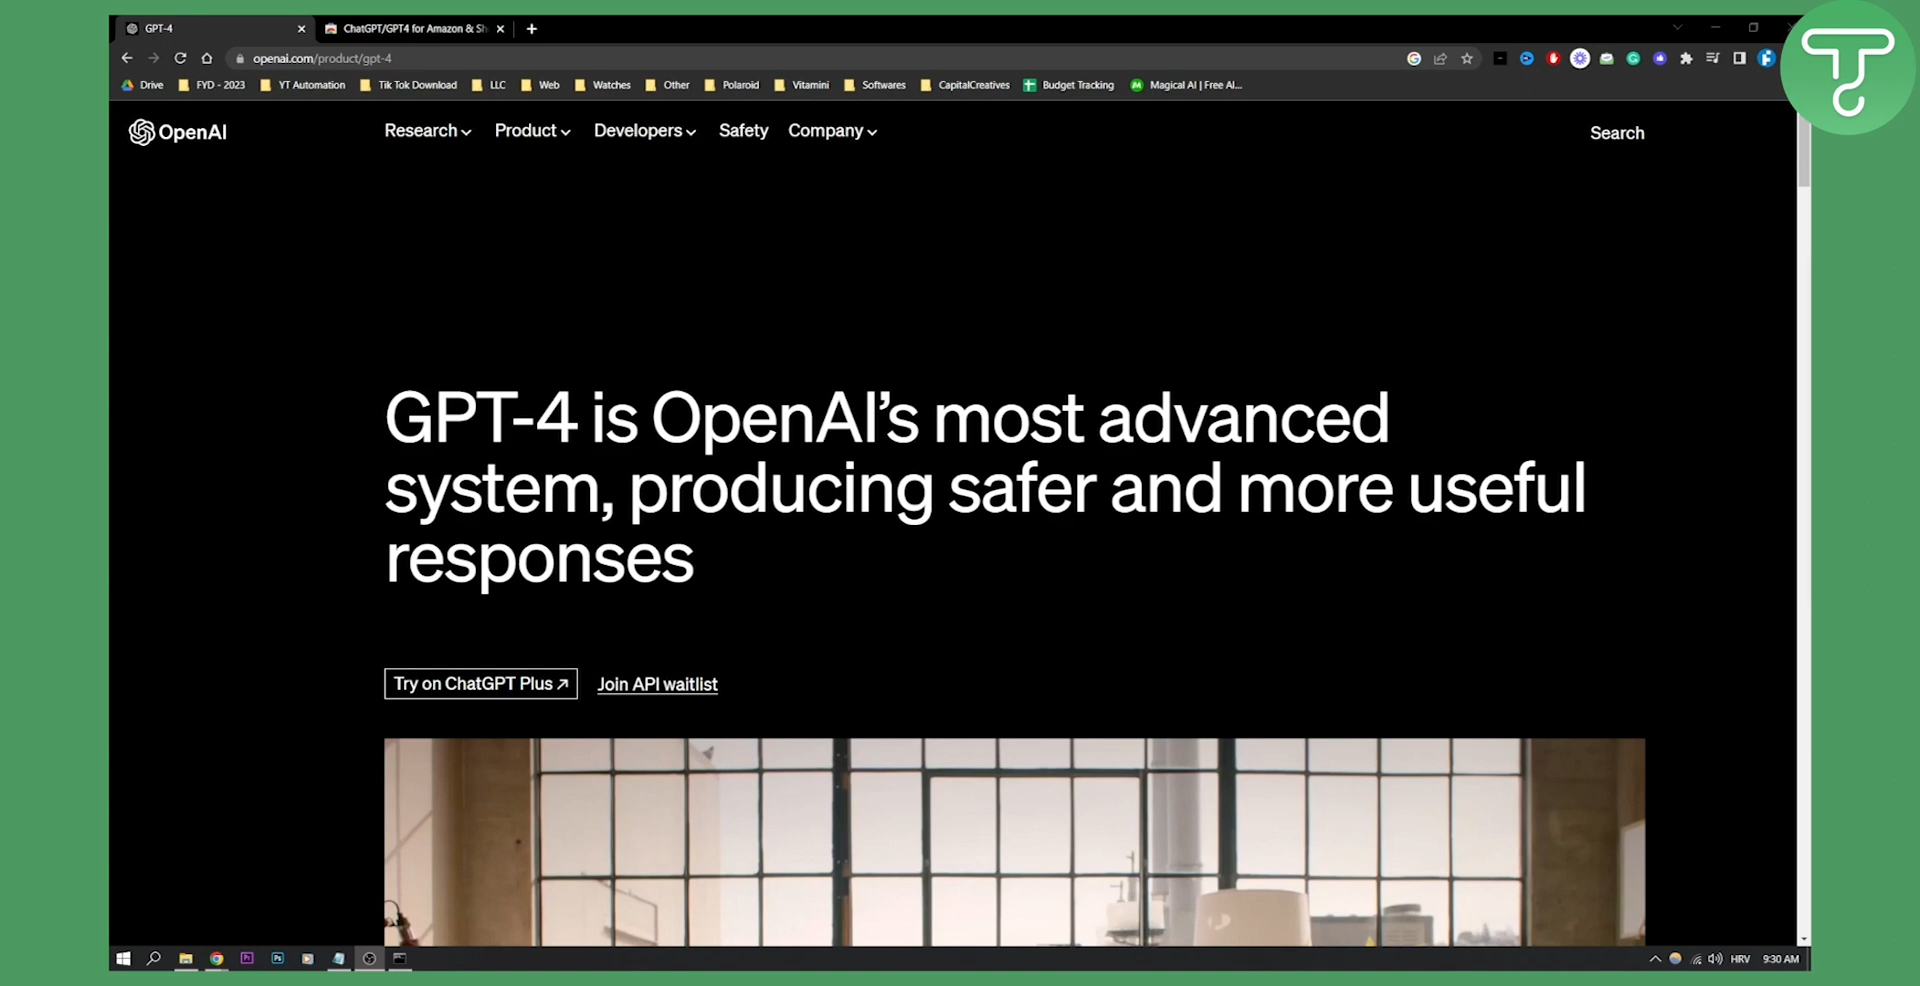 GPT-4
ChatGPT/GPT4 for Amazon & Sh
openai.com/product/gpt-4
Drive FYD - 2023 YT Automation Tik Tok Download LLC Web Watches Other Polaroid Vitamini Softwares CapitalCreatives Budget Tracking Magical AI | Free AI...
OpenAI
Research Product Developers Safety Company
Search
GPT-4 is OpenAI’s most advanced
system, producing safer and more useful
responses
Try on ChatGPT Plus ↗
Join API waitlist
Pr
Ps
HRV 9:30 AM